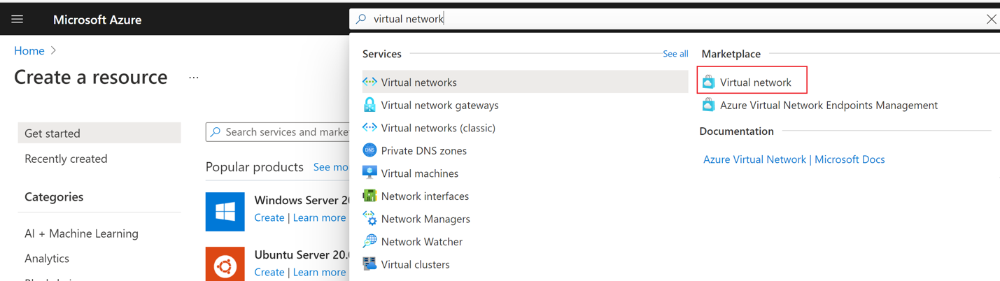 Microsoft Azure
virtual network
Home
Create a resource
...
Get started
Recently created
Categories
AI + Machine Learning
Analytics
Search services and marke
Popular products See mo
Windows Server 20
Create | Learn more
Ubuntu Server 20.
Create | Learn more
Services
See all
Virtual networks
Virtual network gateways
Virtual networks (classic)
DNS Private DNS zones
Virtual machines
Network interfaces
Network Managers
Network Watcher
Virtual clusters
Marketplace
Virtual network
Azure Virtual Network Endpoints Management
Documentation
Azure Virtual Network | Microsoft Docs